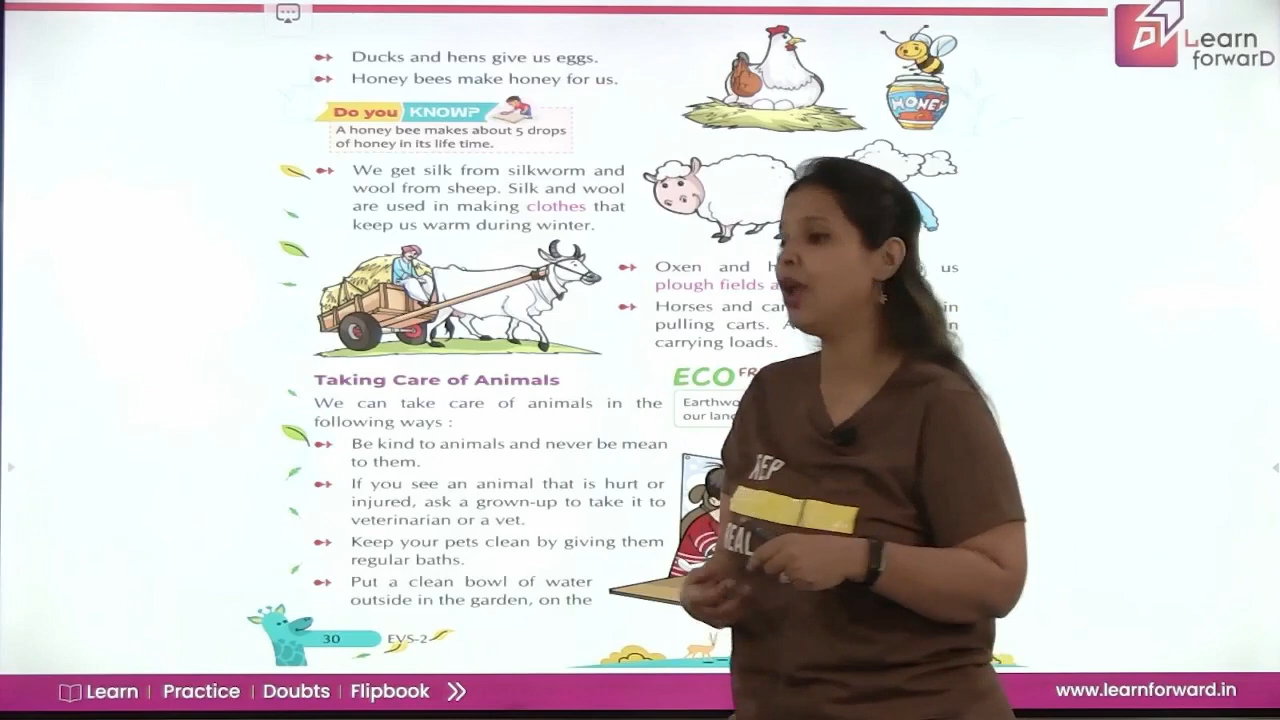 Learn
forwarD
Ducks and hens give us eggs.
Honey bees make honey for us.
HONEY
Do you KNOW?
A honey bee makes about 5 drops
of honey in its life time.
We get silk from silkworm and
wool from sheep. Silk and wool
are used in making clothes that
keep us warm during winter.
Oxen and us
plough fields
Horses and in
pulling carts.
carrying loads.
Taking Care of Animals
We can take care of animals in the
following ways :
Be kind to animals and never be mean
to them.
If you see an animal that is hurt or
injured, ask a grown-up to take it to
veterinarian or a vet.
Keep your pets clean by giving them
regular baths.
Put a clean bowl of water
outside in the garden, on the
ECO
our
30 EVS-2
Learn | Practice | Doubts | Flipbook
www.learnforward.in